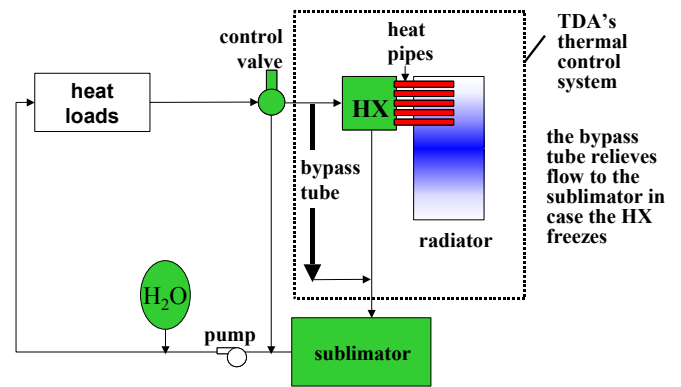 TDA's
thermal
control
system
control
valve
heat
pipes
heat
loads
HX
bypass
tube
the bypass
tube relieves
flow to the
sublimator in
case the HX
freezes
radiator
H₂O
pump
sublimator